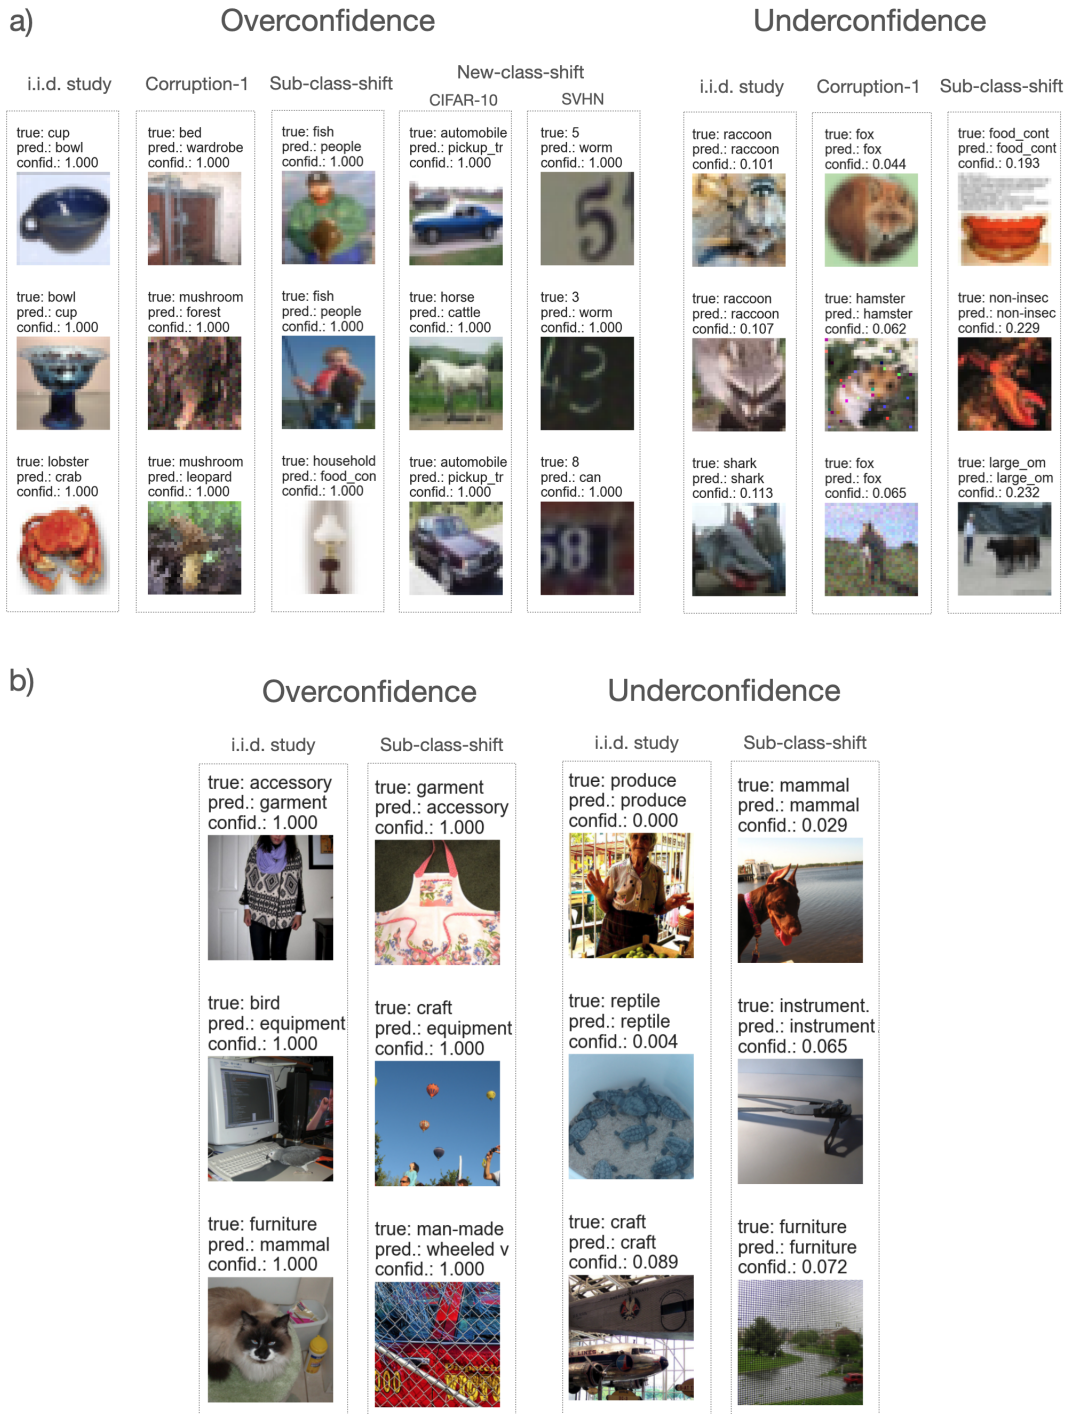 a)
Overconfidence
Underconfidence
i.i.d. study
Corruption-1
Sub-class-shift
New-class-shift
CIFAR-10
SVHN
i.i.d. study
Corruption-1
Sub-class-shift
true: cup
pred.: bowl
confid.: 1.000
true: bed
pred.: wardrobe
confid.: 1.000
true: fish
pred.: people
confid.: 1.000
true: automobile
pred.: pickup_tr
confid.: 1.000
true: 5
pred.: worm
confid.: 1.000
5
true: raccoon
pred.: raccoon
confid.: 0.101
true: fox
pred.: fox
confid.: 0.044
true: food_cont
pred.: food_cont
confid.: 0.193
true: bowl
pred.: cup
confid.: 1.000
true: mushroom
pred.: forest
confid.: 1.000
true: fish
pred.: people
confid.: 1.000
true: horse
pred.: cattle
confid.: 1.000
true: 3
pred.: worm
confid.: 1.000
43
true: raccoon
pred.: raccoon
confid.: 0.107
true: hamster
pred.: hamster
confid.: 0.062
true: non-insec
pred.: non-insec
confid.: 0.229
true: lobster
pred.: crab
confid.: 1.000
true: mushroom
pred.: leopard
confid.: 1.000
true: household
pred.: food_con
confid.: 1.000
true: automobile
pred.: pickup_tr
confid.: 1.000
true: 8
pred.: can
confid.: 1.000
58
true: shark
pred.: shark
confid.: 0.113
true: fox
pred.: fox
confid.: 0.065
true: large_om
pred.: large_om
confid.: 0.232
b)
Overconfidence
Underconfidence
i.i.d. study
Sub-class-shift
i.i.d. study
Sub-class-shift
true: accessory
pred.: garment
confid.: 1.000
true: garment
pred.: accessory
confid.: 1.000
true: produce
pred.: produce
confid.: 0.000
true: mammal
pred.: mammal
confid.: 0.029
true: bird
pred.: equipment
confid.: 1.000
true: craft
pred.: equipment
confid.: 1.000
true: reptile
pred.: reptile
confid.: 0.004
true: instrument.
pred.: instrument
confid.: 0.065
true: furniture
pred.: mammal
confid.: 1.000
true: man-made
pred.: wheeled v
confid.: 1.000
true: craft
pred.: craft
confid.: 0.089
true: furniture
pred.: furniture
confid.: 0.072